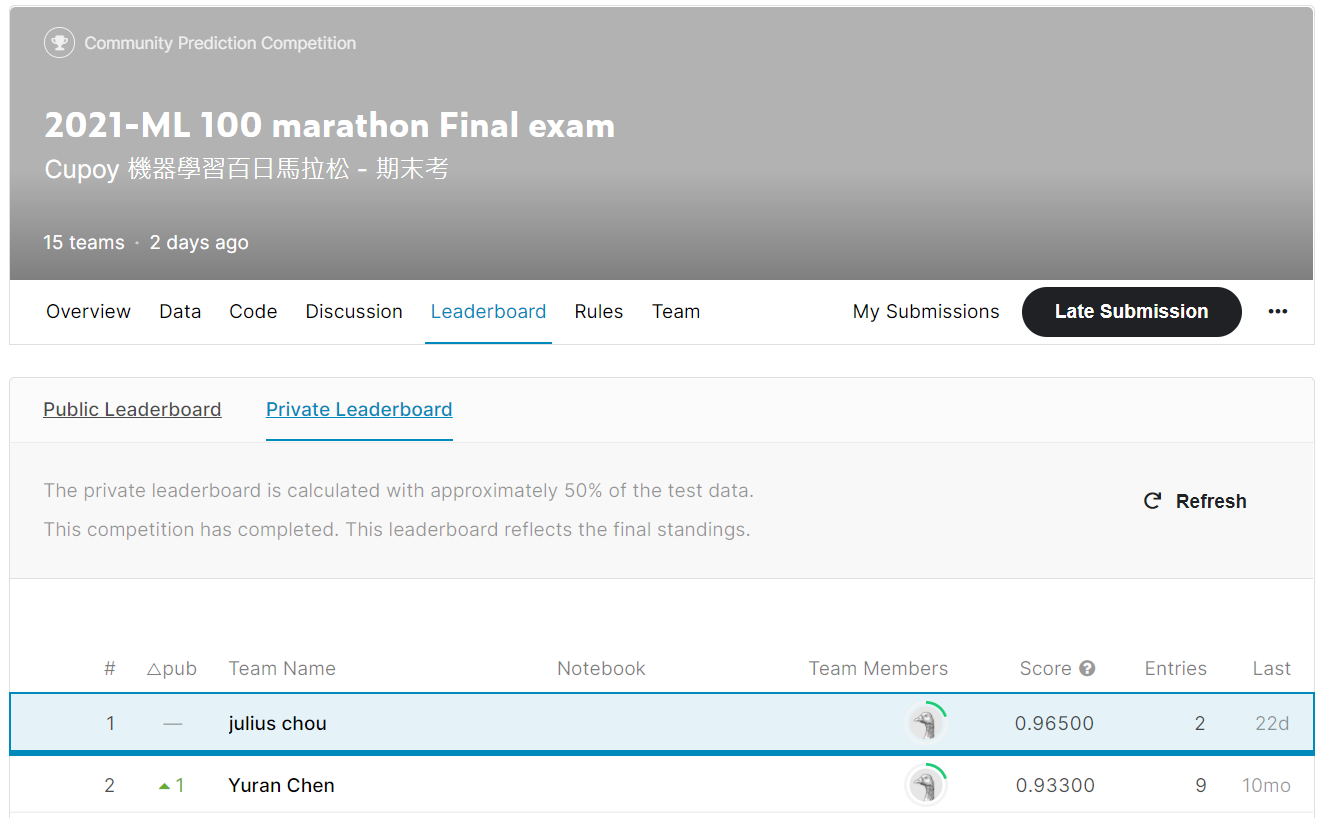 Community Prediction Competition
2021-ML 100 marathon Final exam
Cupoy 機器學習百日馬拉松 - 期末考
15 teams · 2 days ago
Overview Data Code Discussion Leaderboard Rules Team My Submissions Late Submission
Public Leaderboard Private Leaderboard
The private leaderboard is calculated with approximately 50% of the test data.
This competition has completed. This leaderboard reflects the final standings.
Refresh
# △pub Team Name Notebook Team Members Score Entries Last
1 — julius chou 0.96500 2 22d
2 ▲1 Yuran Chen 0.93300 9 10mo